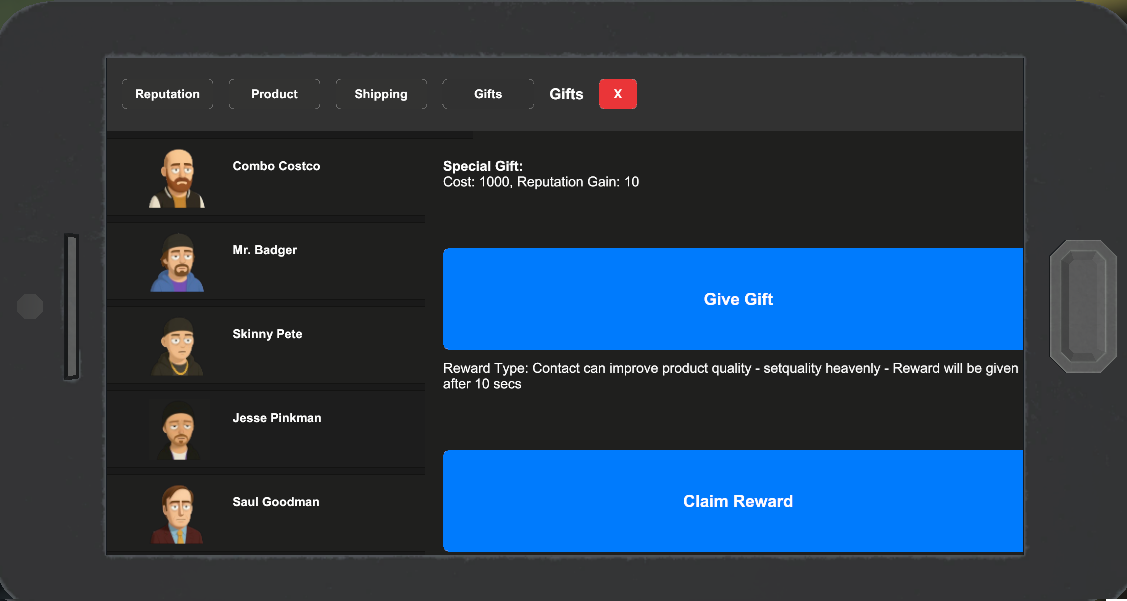 Reputation Product Shipping Gifts Gifts X
Combo Costco
Mr. Badger
Skinny Pete
Jesse Pinkman
Saul Goodman
Special Gift:
Cost: 1000, Reputation Gain: 10
Give Gift
Reward Type: Contact can improve product quality - setquality heavenly - Reward will be given
after 10 secs
Claim Reward